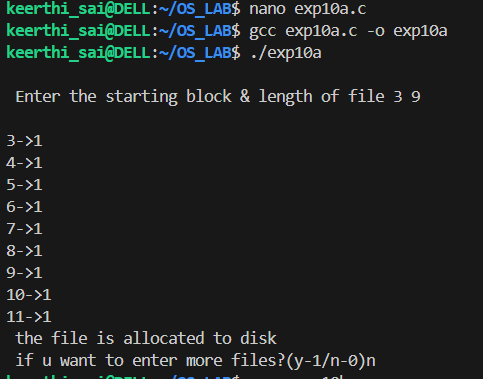 keerthi_sai@DELL:~/OS_LAB$ nano exp10a.c
keerthi_sai@DELL:~/OS_LAB$ gcc exp10a.c -o exp10a
keerthi_sai@DELL:~/OS_LAB$ ./exp10a
Enter the starting block & length of file 3 9
3->1
4->1
5->1
6->1
7->1
8->1
9->1
10->1
11->1
the file is allocated to disk
if u want to enter more files?(y-1/n-0)n